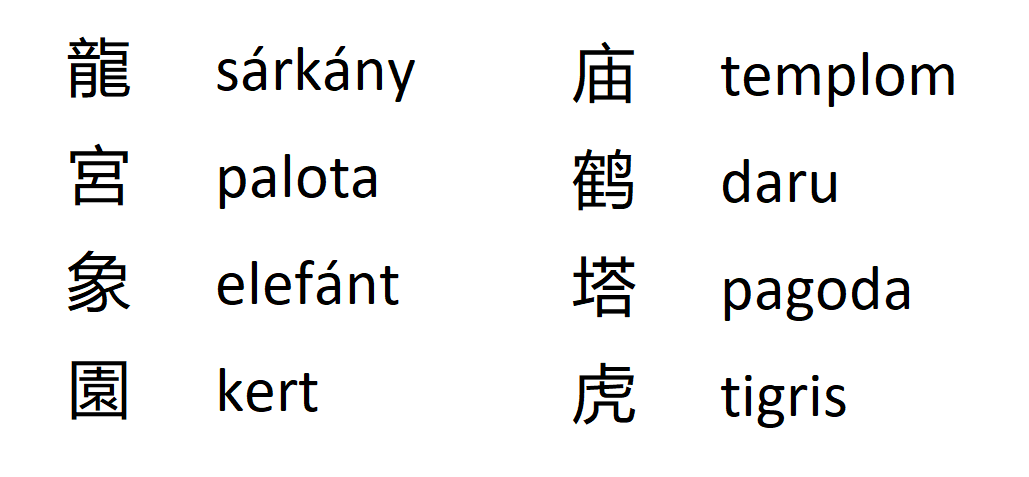 龍 sárkány
宮 palota
象 elefánt
園 kert
庙 templom
鹤 daru
塔 pagoda
虎 tigris